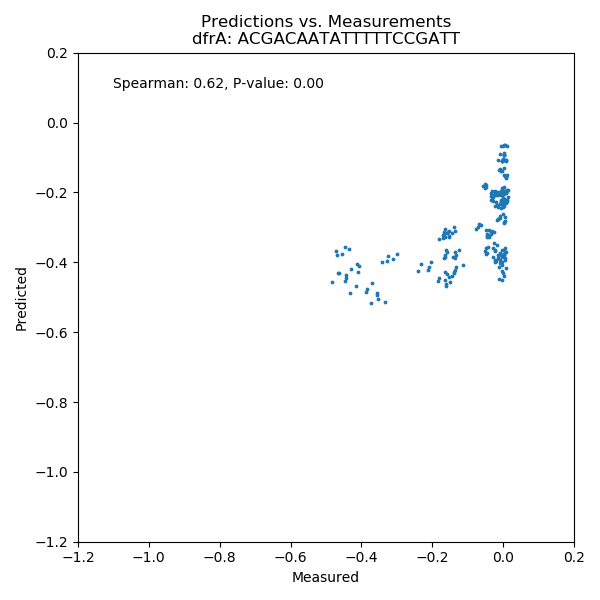 Predictions vs. Measurements
dfrA: ACGACAATATTTTTCCGATT
Spearman: 0.62, P-value: 0.00
0.2
0.0
−0.2
−0.4
−0.6
−0.8
−1.0
−1.2
Predicted
−1.2 −1.0 −0.8 −0.6 −0.4 −0.2 0.0 0.2
Measured